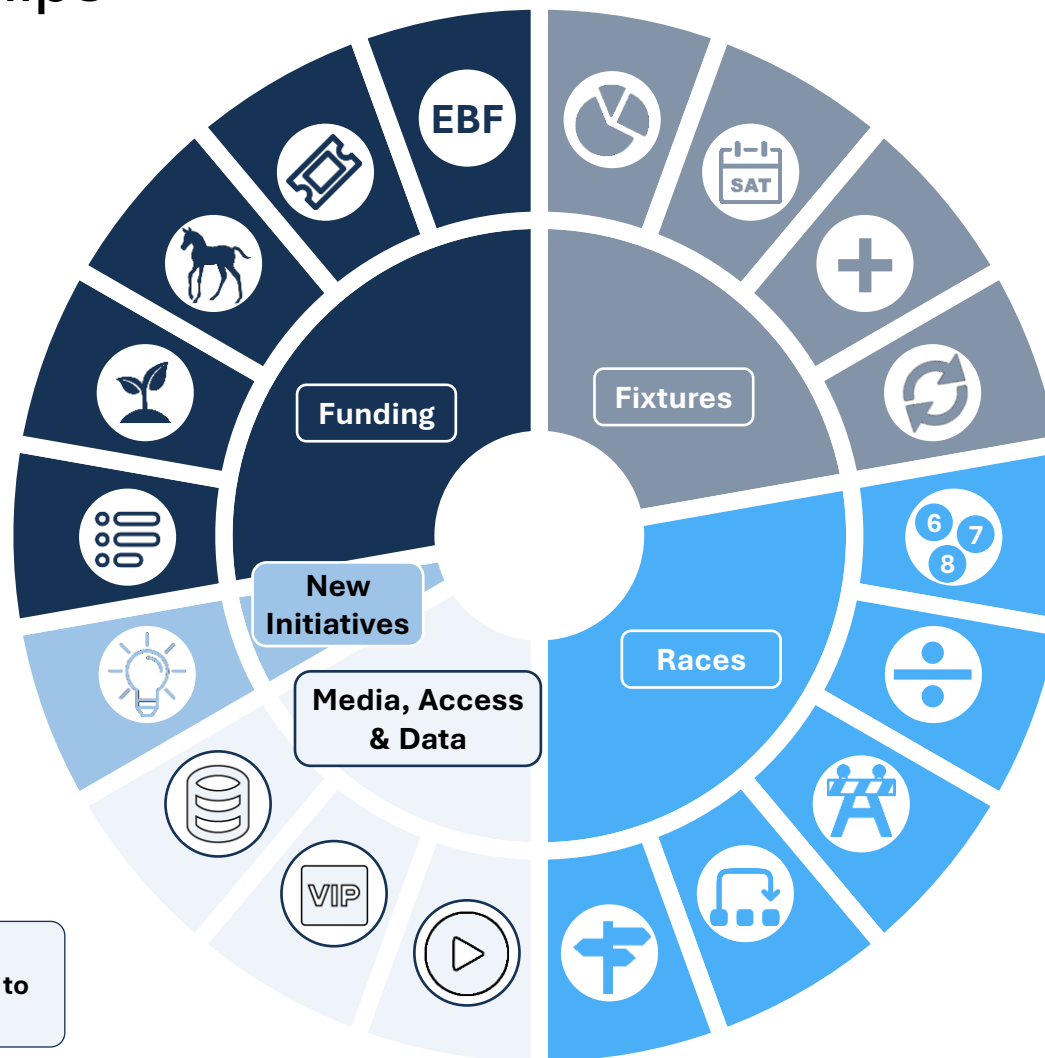 EBF
SAT
Funding
Fixtures
6
7
8
New
Initiatives
Races
Media, Access
& Data
VIP
to